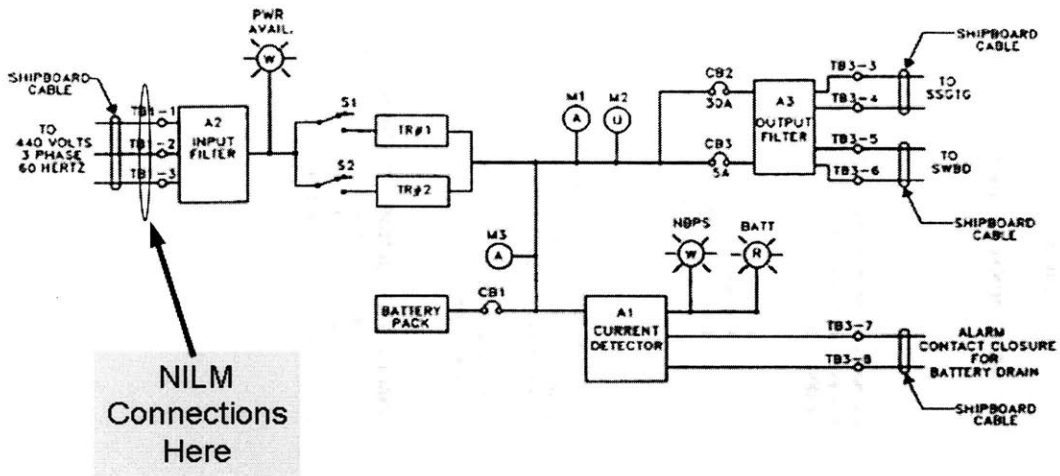 PWR
AVAIL.
W
SHIPBOARD
CABLE
TO
440 VOLTS
3 PHASE
60 HERTZ
TB1-1
TB1-2
TB1-3
A2
INPUT
FILTER
S1
TR#1
S2
TR#2
M1
A
M2
U
CB2
30A
CB3
5A
A3
OUTPUT
FILTER
TB3-3
TB3-4
TB3-5
TB3-6
SHIPBOARD
CABLE
TO
SSGTG
TO
SWBD
SHIPBOARD
CABLE
M3
A
BATTERY
PACK
CB1
A1
CURRENT
DETECTOR
NBPS
W
BATT
R
TB3-7
TB3-8
ALARM
CONTACT CLOSURE
FOR
BATTERY DRAIN
SHIPBOARD
CABLE
NILM
Connections
Here